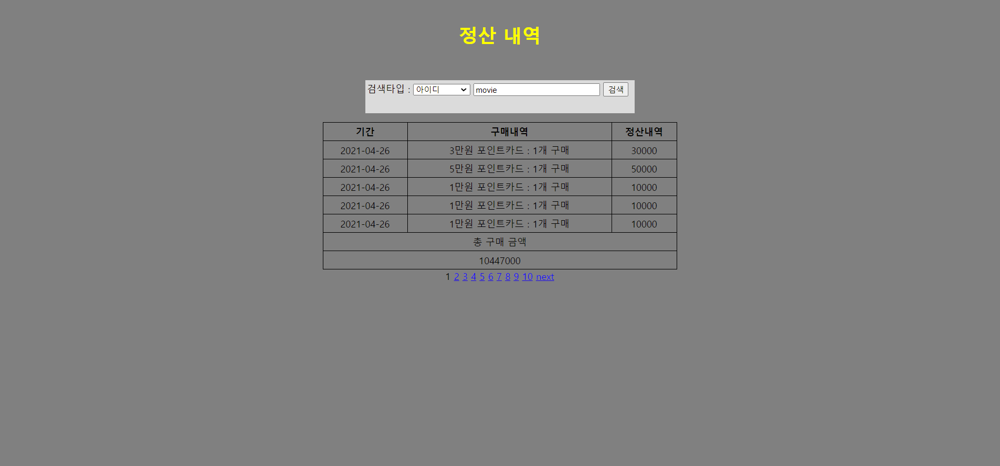 정산 내역
검색타입 : 아이디 movie 검색
기간 구매내역 정산내역
2021-04-26 3만원 포인트카드 : 1개 구매 30000
2021-04-26 5만원 포인트카드 : 1개 구매 50000
2021-04-26 1만원 포인트카드 : 1개 구매 10000
2021-04-26 1만원 포인트카드 : 1개 구매 10000
2021-04-26 1만원 포인트카드 : 1개 구매 10000
총 구매 금액
10447000
1 2 3 4 5 6 7 8 9 10 next